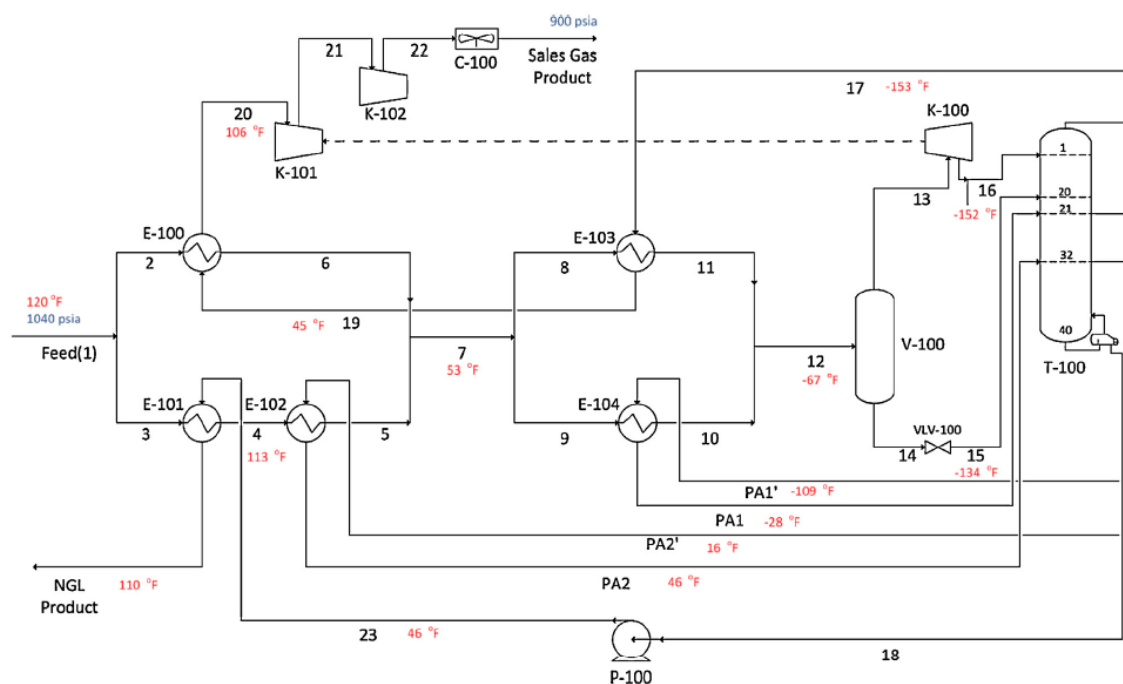 900 psia
21
22
C-100
Sales Gas
Product
K-102
17
-153 °F
20
106 °F
K-101
K-100
1
13
16
-152 °F
20
21
E-100
E-103
2
6
8
11
32
120 °F
1040 psia
Feed(1)
45 °F
19
7
53 °F
12
-67 °F
V-100
40
T-100
E-101
E-102
E-104
3
4
5
9
10
113 °F
VLV-100
14
15
-134 °F
PA1'
-109 °F
PA1
-28 °F
PA2'
16 °F
NGL
Product
110 °F
PA2
46 °F
23
46 °F
18
P-100